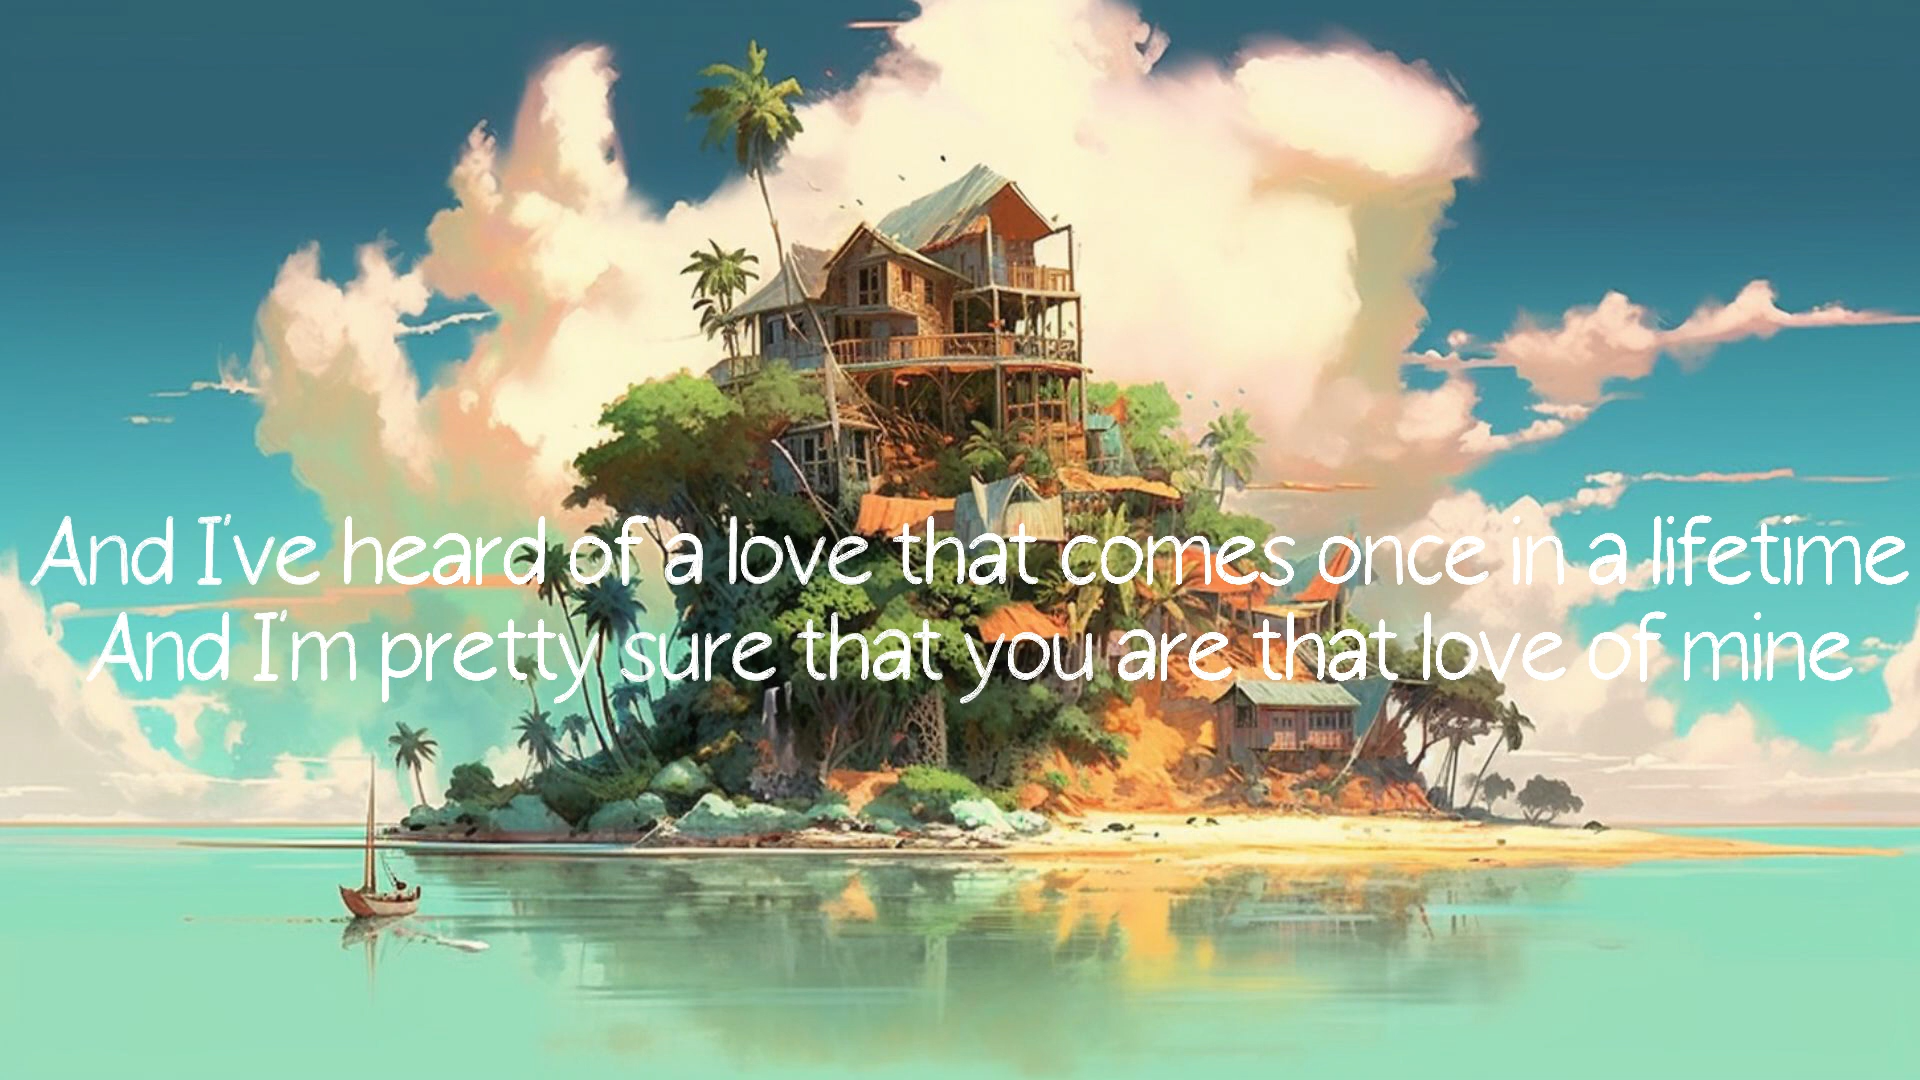 And I've heard of a love that comes once in a lifetime
And I'm pretty sure that you are that love of mine